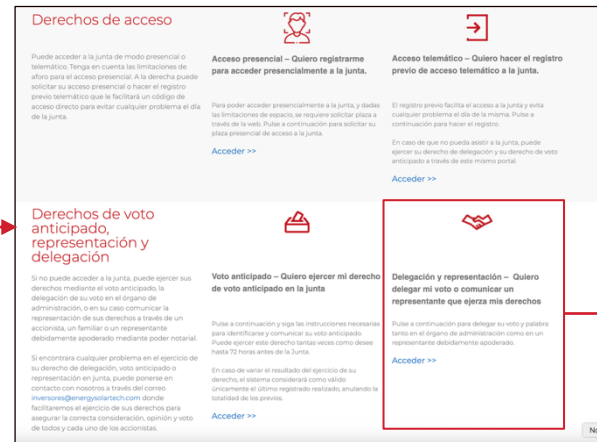 Derechos de acceso
Puede acceder a la junta de modo presencial o
telemático. Tenga en cuenta las limitaciones de
aforo para el acceso presencial. A la derecha puede
solicitar su acceso presencial o hacer el registro
previo telemático que le facilitará un código de
acceso directo para evitar cualquier problema el día
de la junta.
Acceso presencial – Quiero registrarme
para acceder presencialmente a la junta.
Para poder acceder presencialmente a la junta, y dadas
las limitaciones de espacio, se requiere solicitar plaza a
través de la web. Pulse a continuación para solicitar su
plaza presencial de acceso a la junta.
Acceder >>
Acceso telemático – Quiero hacer el registro
previo de acceso telemático a la junta.
El registro previo facilita el acceso a la junta y evita
cualquier problema el día de la misma. Pulse a
continuación para hacer el registro.
En caso de que no pueda asistir a la junta, puede
ejercer su derecho de delegación y su derecho de voto
anticipado a través de este mismo portal.
Acceder >>
Derechos de voto
anticipado,
representación y
delegación
Si no puede acceder a la junta, puede ejercer sus
derechos mediante el voto anticipado, la
delegación de su voto en el órgano de
administración, o en su caso comunicar la
representación de sus derechos a través de un
accionista, un familiar o un representante
debidamente apoderado mediante poder notarial.
Si encontrara cualquier problema en el ejercicio de
su derecho de delegación, voto anticipado o
representación en junta, puede ponerse en
contacto con nosotros a través del correo
inversores@energysolartech.com donde
facilitaremos el ejercicio de sus derechos para
asegurar la correcta consideración, opinión y voto
de todos y cada uno de los accionistas.
Voto anticipado – Quiero ejercer mi derecho
de voto anticipado en la junta
Pulse a continuación y siga las instrucciones necesarias
para identificarse y comunicar su voto anticipado.
Puede ejercer este derecho tantas veces como desee
hasta 72 horas antes de la Junta.
En caso de variar el resultado del ejercicio de su
derecho, el sistema considerará como válido
únicamente el último registrado realizado, anulando la
totalidad de los previos.
Acceder >>
Delegación y representación – Quiero
delegar mi voto o comunicar un
representante que ejerza mis derechos
Pulse a continuación para delegar su voto y palabra
tanto en el órgano de administración como en un
representante debidamente apoderado.
Acceder >>
No